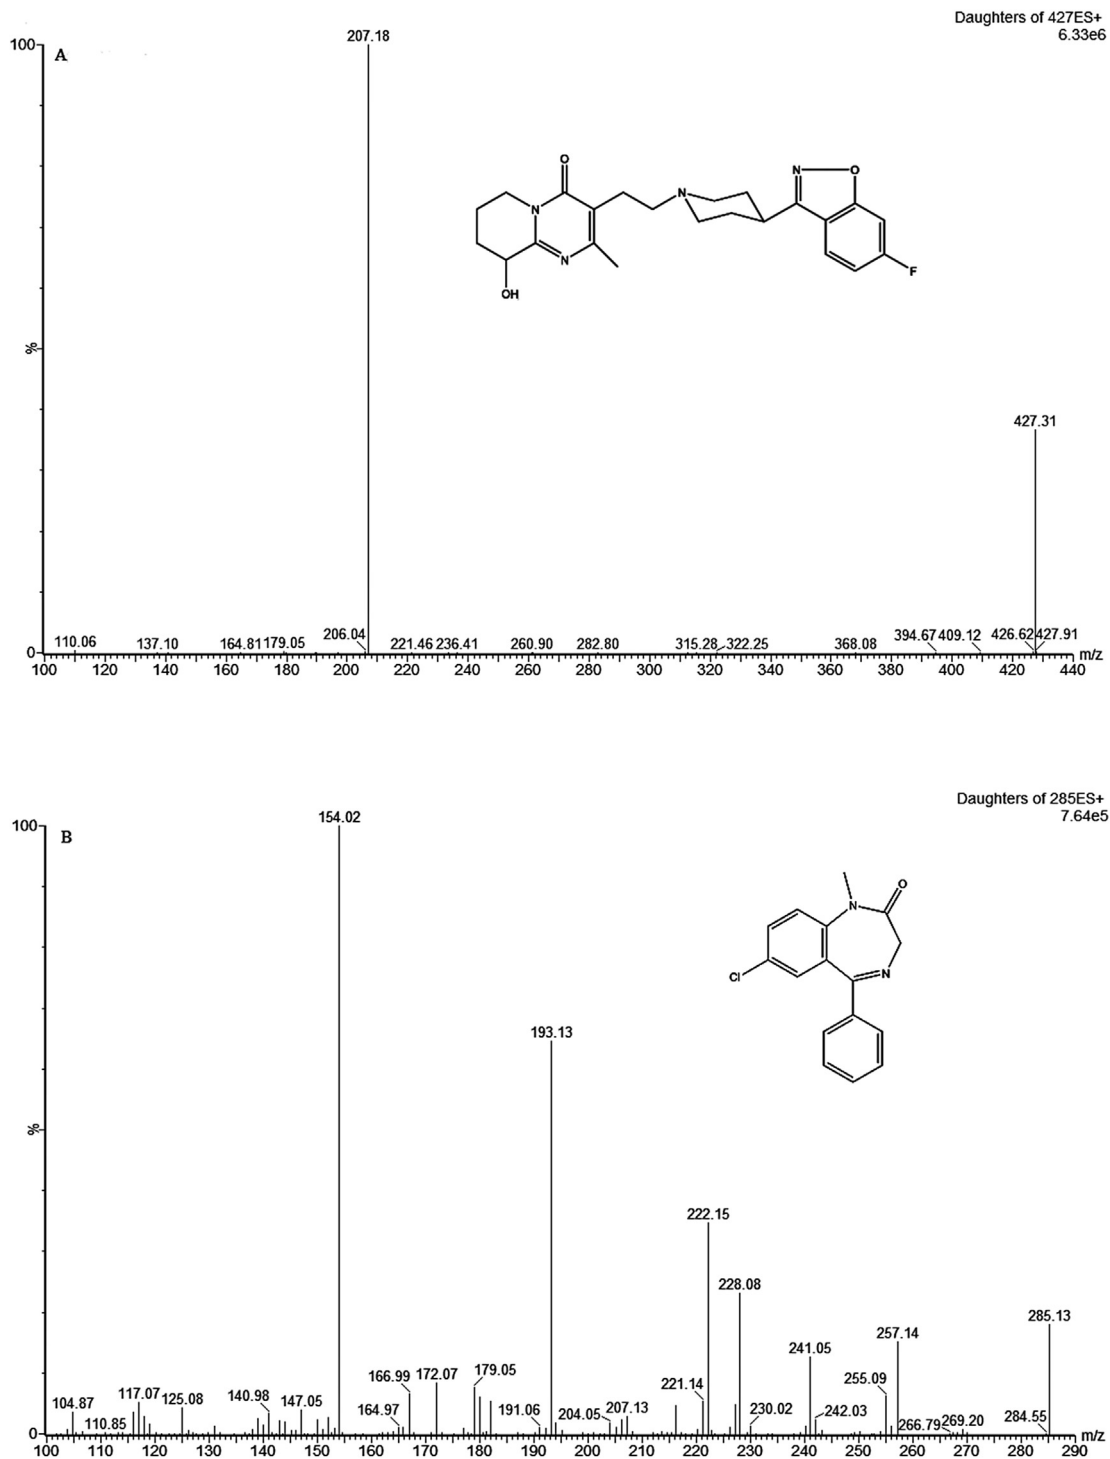 Daughters of 427ES+
6.33e6
100
A
207.18
O
N
N
O
N
N
F
OH
%
427.31
110.06
137.10
164.81
179.05
206.04
221.46
236.41
260.90
282.80
315.28
322.25
368.08
394.67
409.12
426.62
427.91
0
m/z
100 120 140 160 180 200 220 240 260 280 300 320 340 360 380 400 420 440
Daughters of 285ES+
7.64e5
100
B
154.02
O
N
N
Cl
193.13
%
222.15
228.08
285.13
257.14
241.05
255.09
166.99
172.07
179.05
221.14
104.87
117.07
125.08
140.98
147.05
110.85
164.97
191.06
204.05
207.13
230.02
242.03
266.79
269.20
284.55
0
m/z
100 110 120 130 140 150 160 170 180 190 200 210 220 230 240 250 260 270 280 290